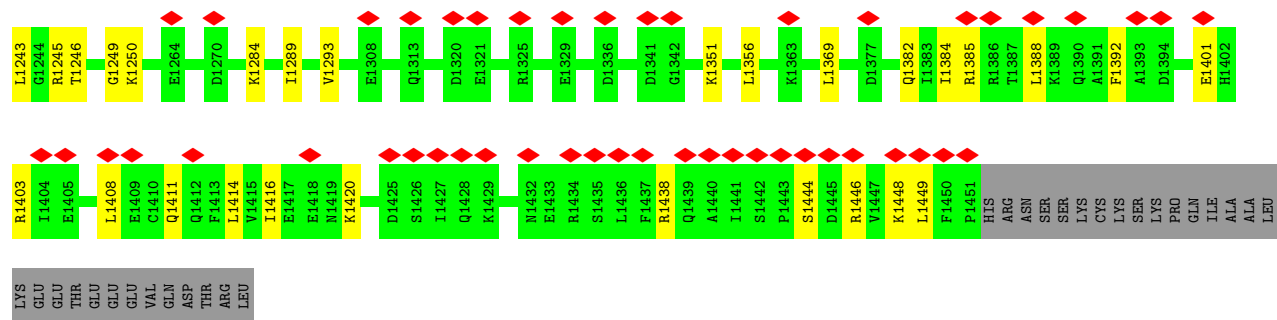 L1243 G1244 R1245 T1246 G1249 K1250 E1264 D1270 K1284 I1289 V1293 E1308 Q1313 D1320 E1321 R1325 E1329 D1336 D1341 G1342 K1351 L1356 K1363 L1369 D1377 Q1382 I1383 I1384 R1385 R1386 T1387 L1388 K1389 Q1390 A1391 F1392 A1393 D1394 E1401 H1402
R1403 I1404 E1405 L1408 E1409 C1410 Q1411 Q1412 F1413 L1414 V1415 I1416 E1417 E1418 N1419 K1420 D1425 S1426 I1427 Q1428 K1429 N1432 E1433 R1434 S1435 L1436 F1437 R1438 Q1439 A1440 I1441 S1442 P1443 S1444 D1445 R1446 V1447 K1448 L1449 F1450 P1451 HIS ARG ASN SER SER LYS CYS LYS SER LYS PRO GLN ILE ALA ALA LEU
LYS GLU GLU THR GLU GLU GLU VAL GLN ASP THR ARG LEU